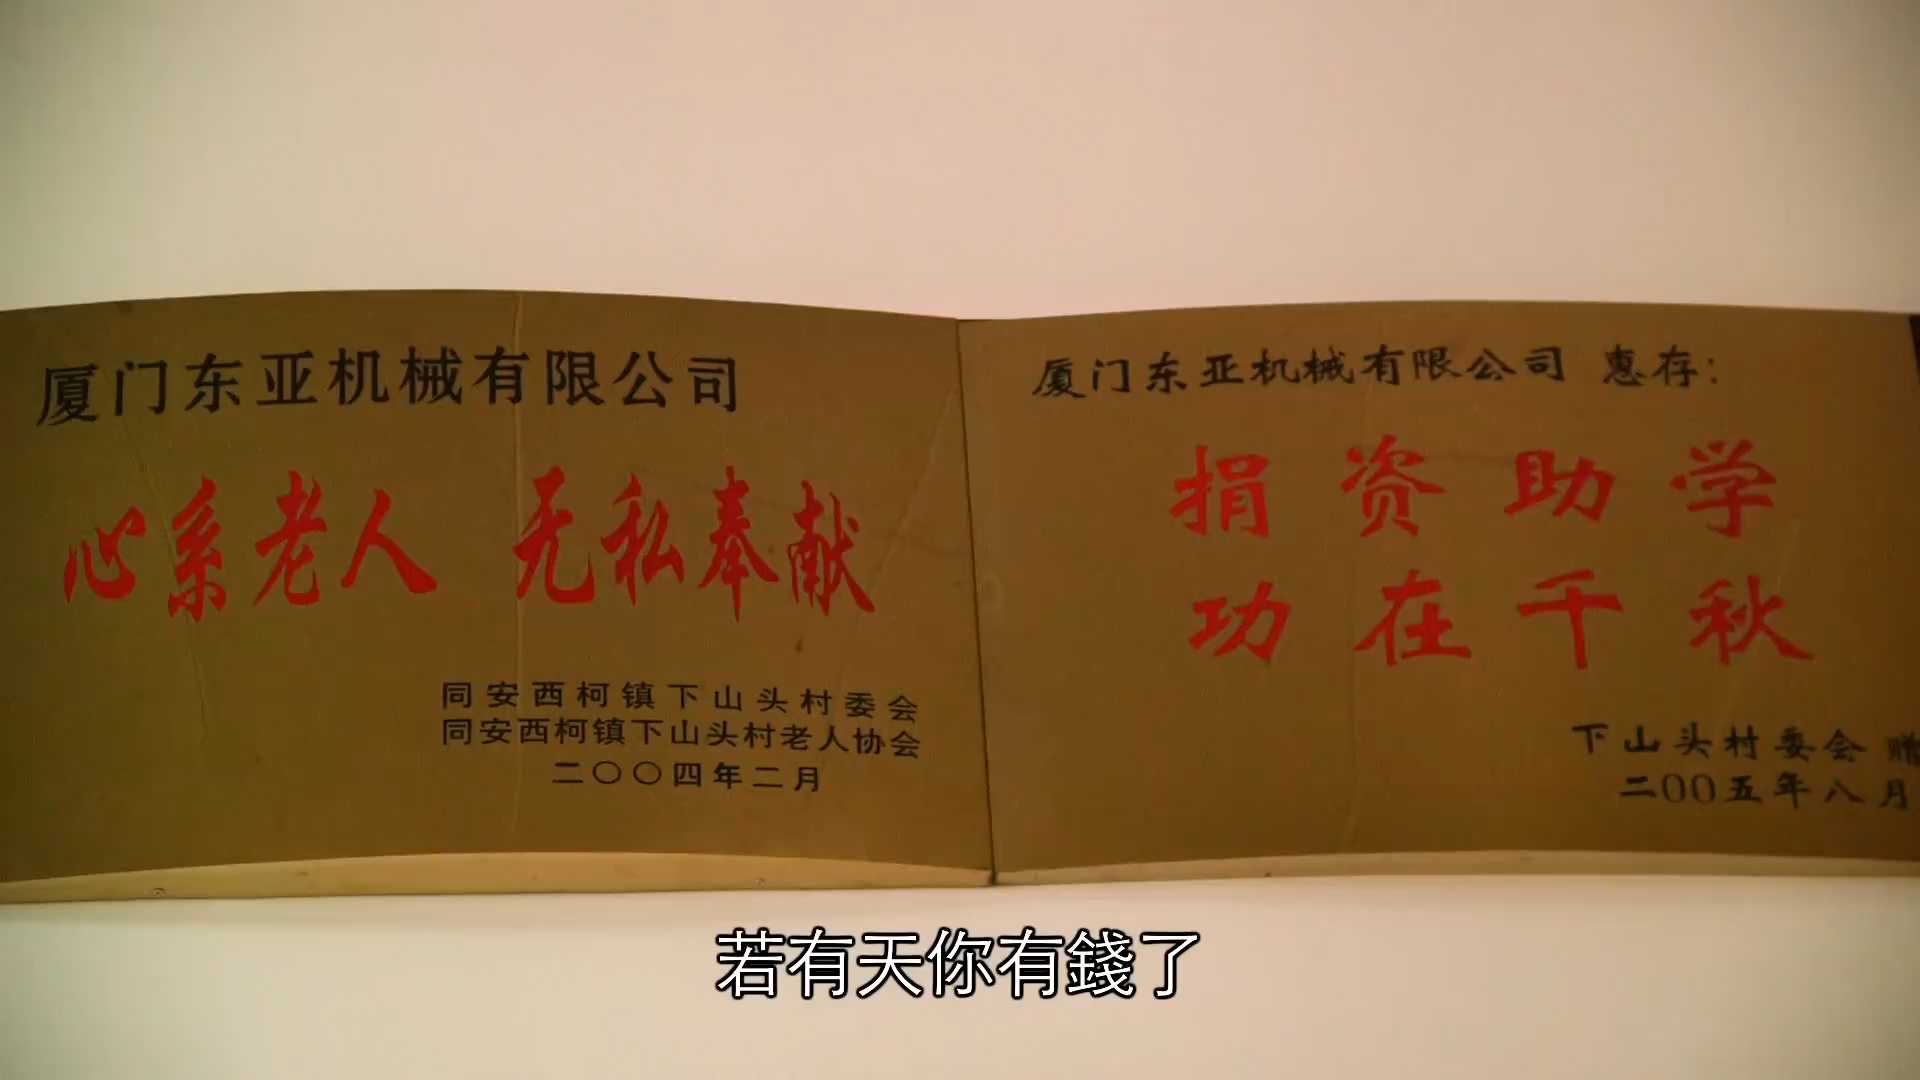 厦门东亚机械有限公司
心系老人 无私奉献
同安西柯镇下山头村委会
同安西柯镇下山头村老人协会
二〇〇四年二月
厦门东亚机械有限公司 惠存：
捐资助学
功在千秋
下山头村委会 赠
二00五年八月
若有天你有錢了